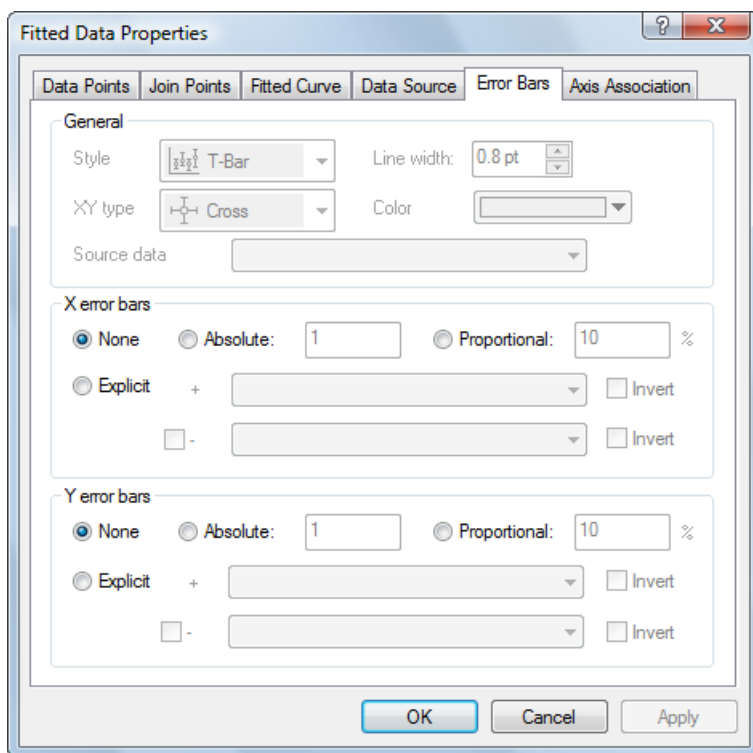 Fitted Data Properties
?
Data Points Join Points Fitted Curve Data Source Error Bars Axis Association
General
Style T-Bar Line width: 0.8 pt
XY type Cross Color
Source data
X error bars
None Absolute: 1 Proportional: 10 %
Explicit + Invert
- Invert
Y error bars
None Absolute: 1 Proportional: 10 %
Explicit + Invert
- Invert
OK Cancel Apply